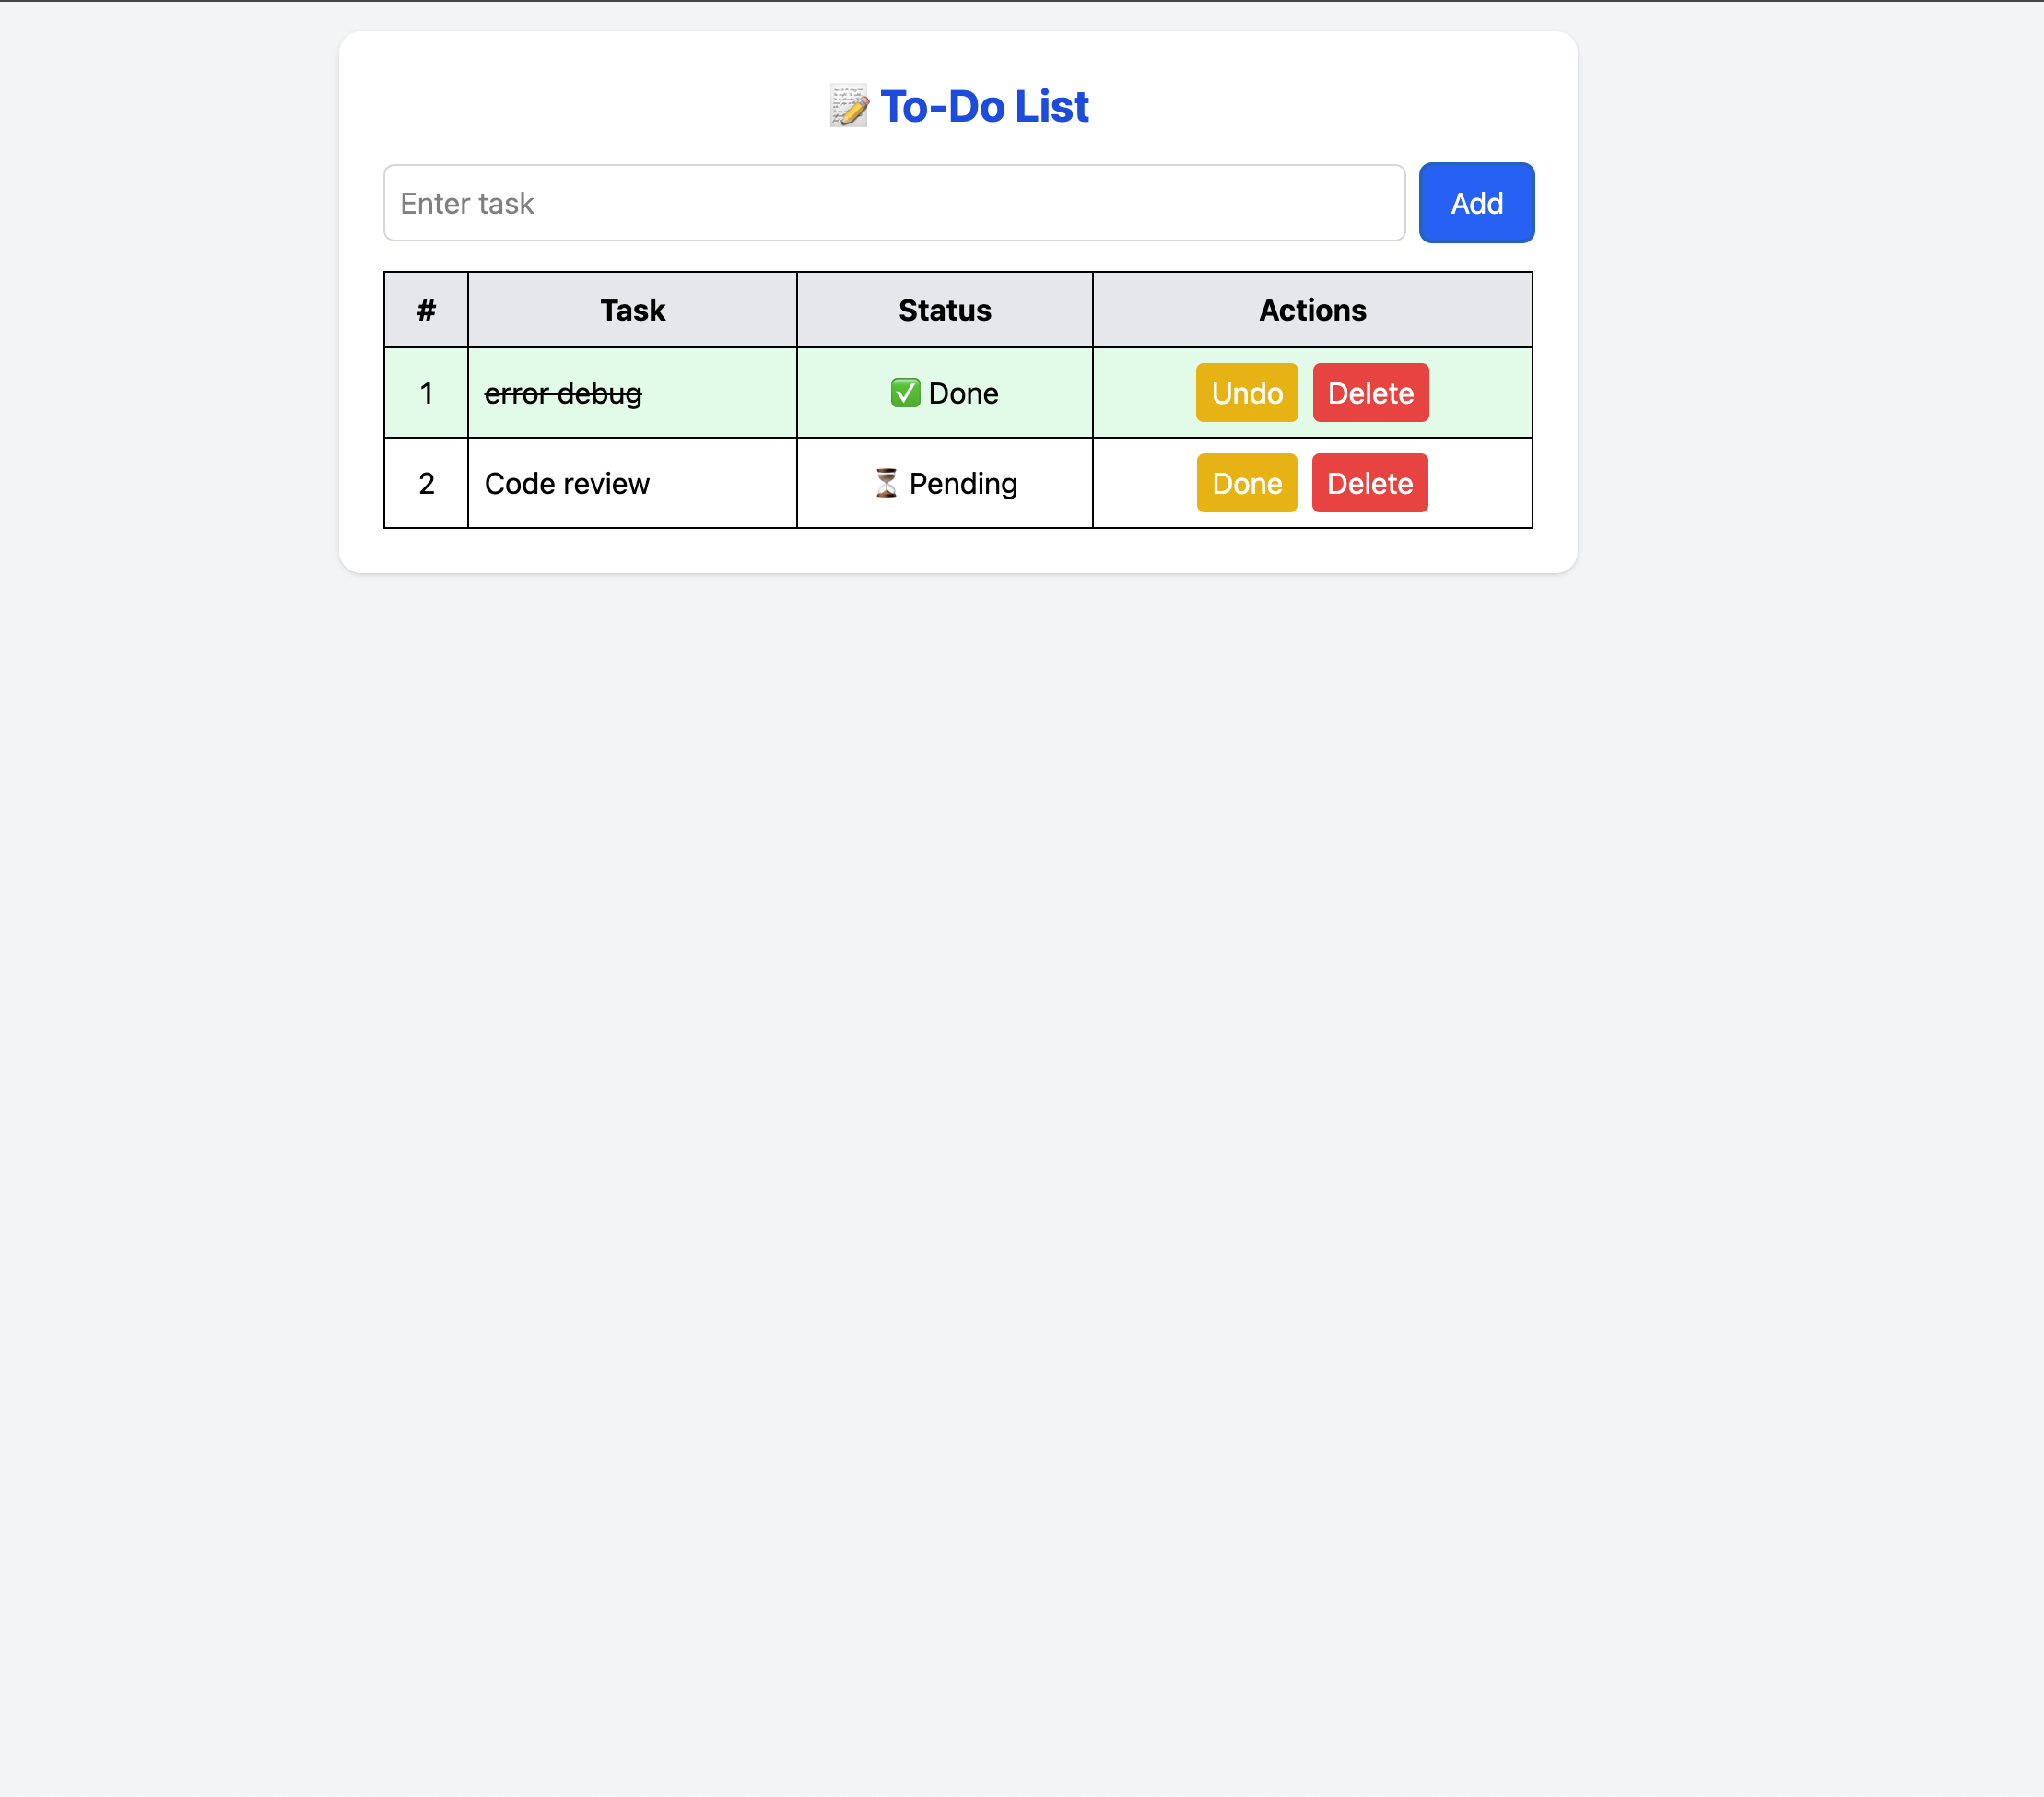 📝 To-Do List
Enter task Add
# Task Status Actions
1 error debug ✅ Done Undo Delete
2 Code review ⏳ Pending Done Delete